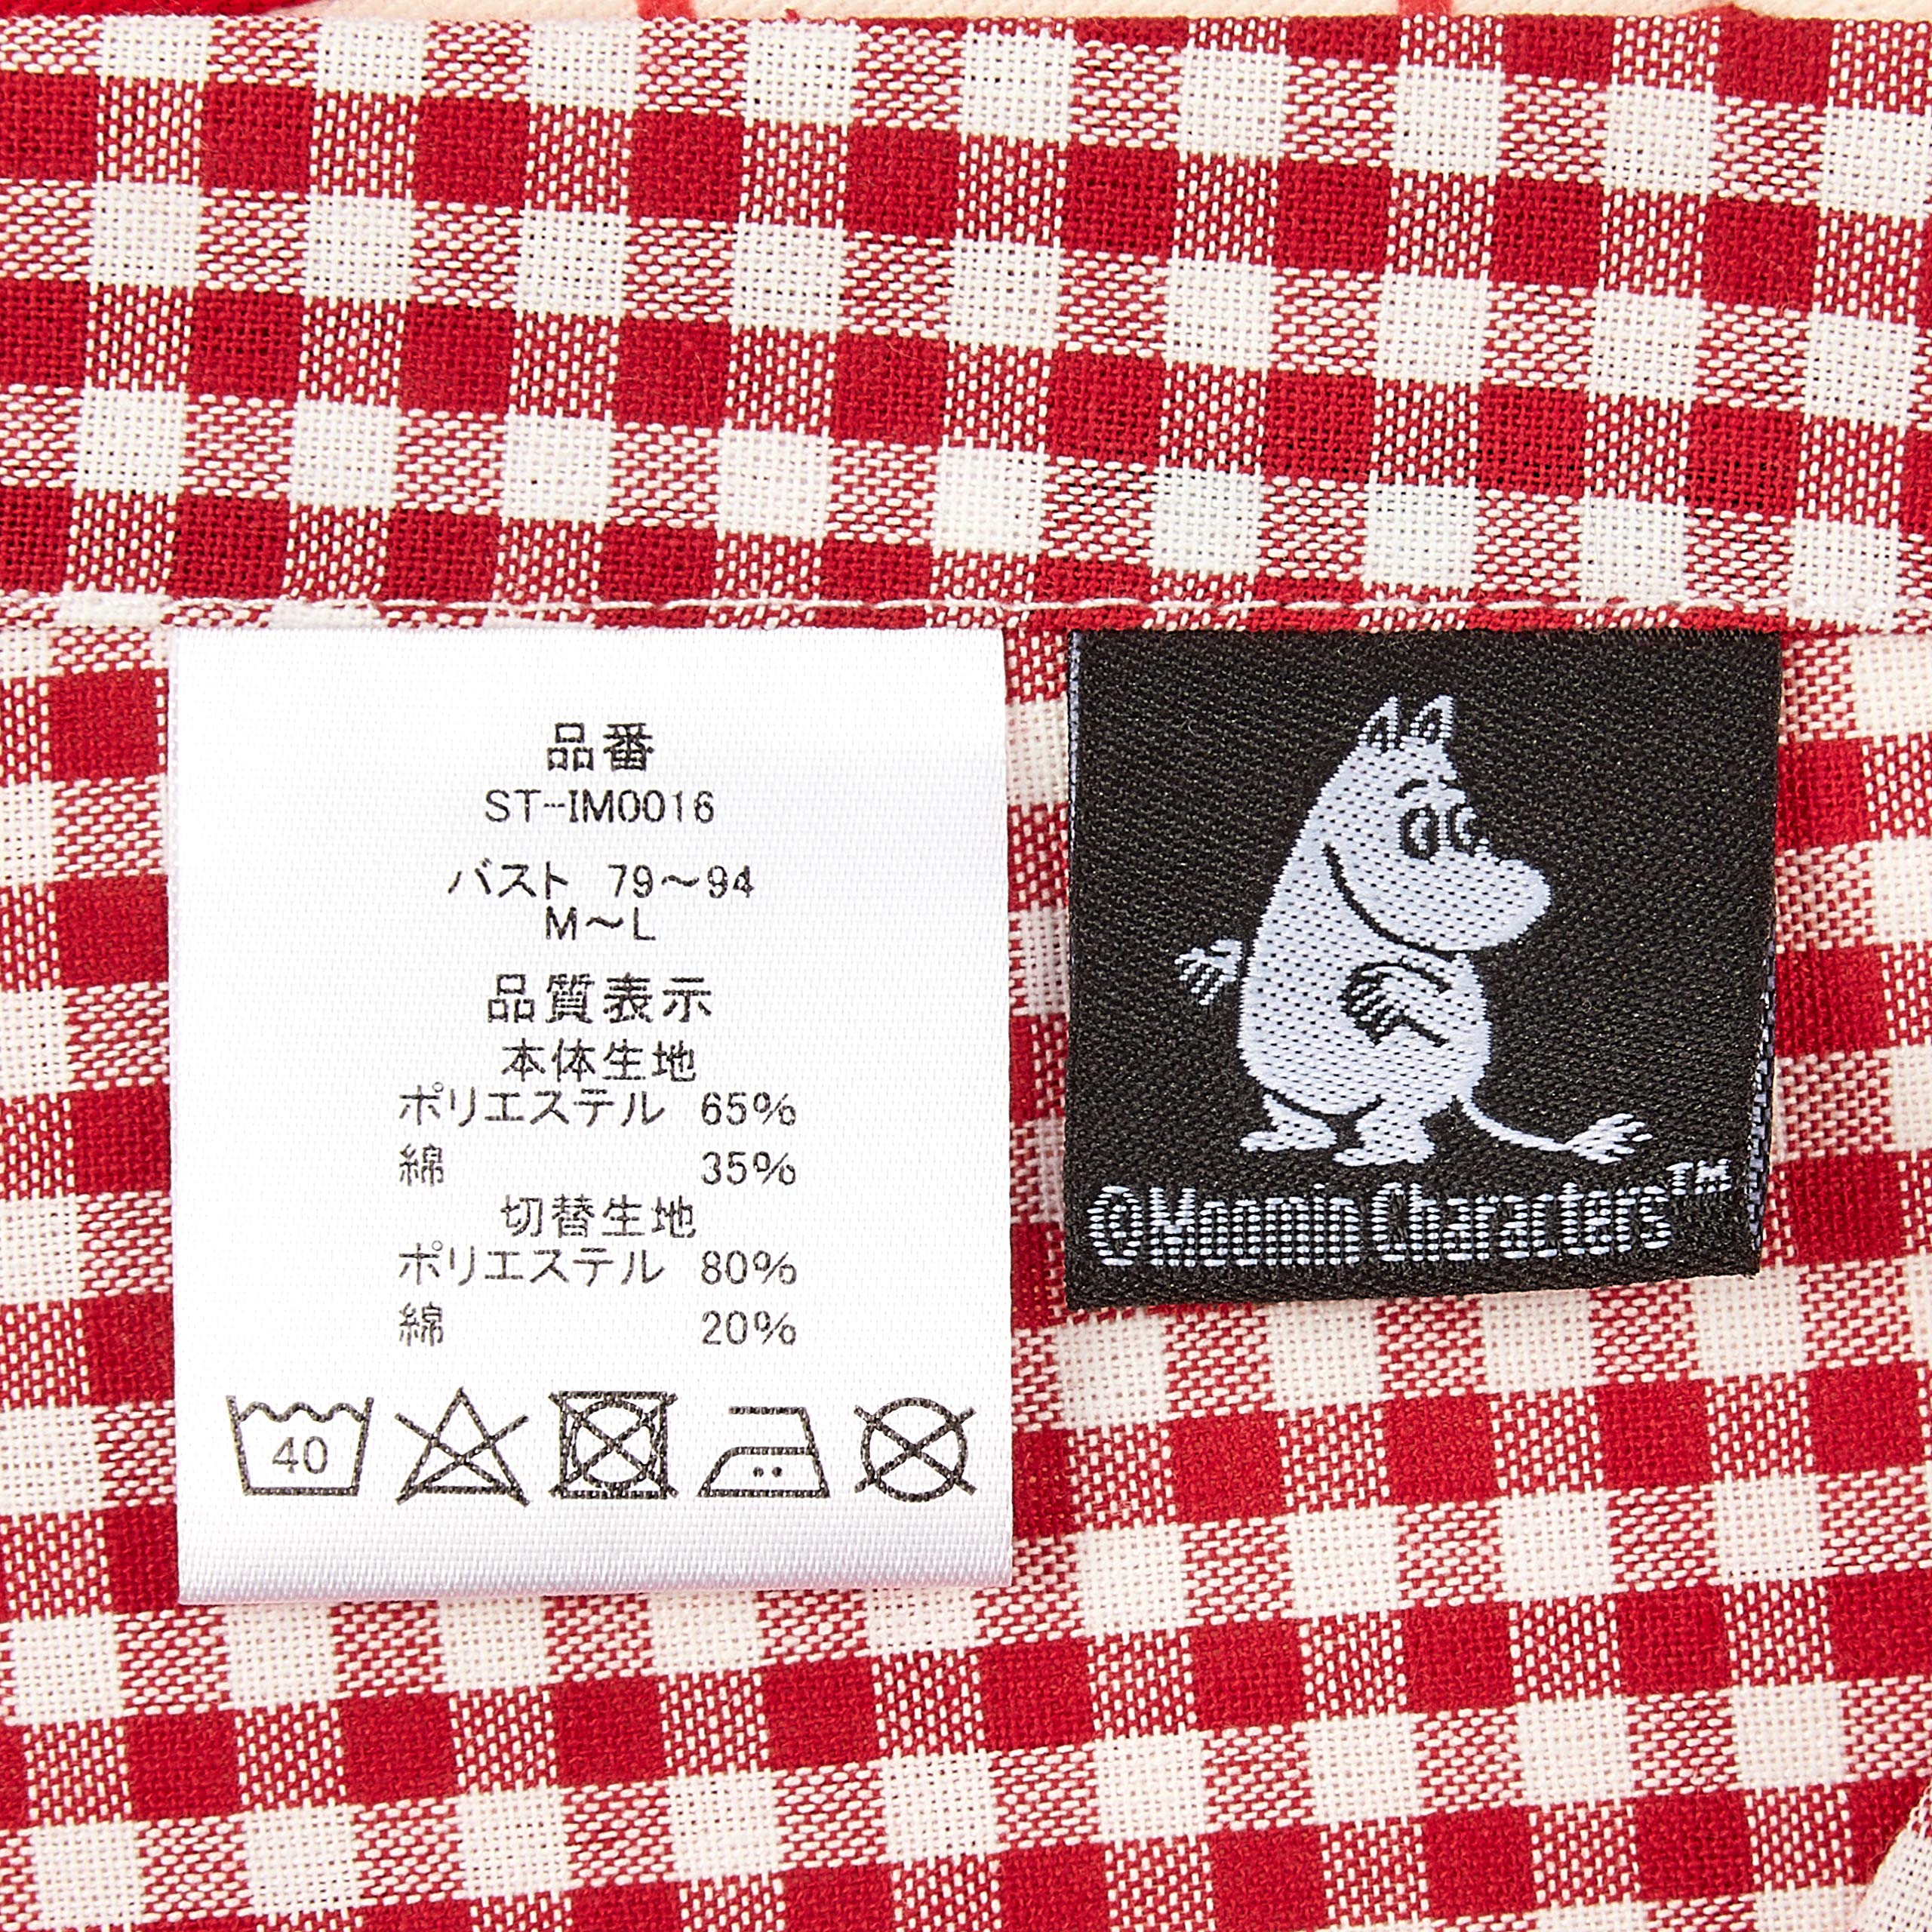 品番
ST-IM0016
バスト 79～94
M～L
品質表示
本体生地
ポリエステル 65%
綿 35%
切替生地
ポリエステル 80%
綿 20%
40
©Moomin Characters™